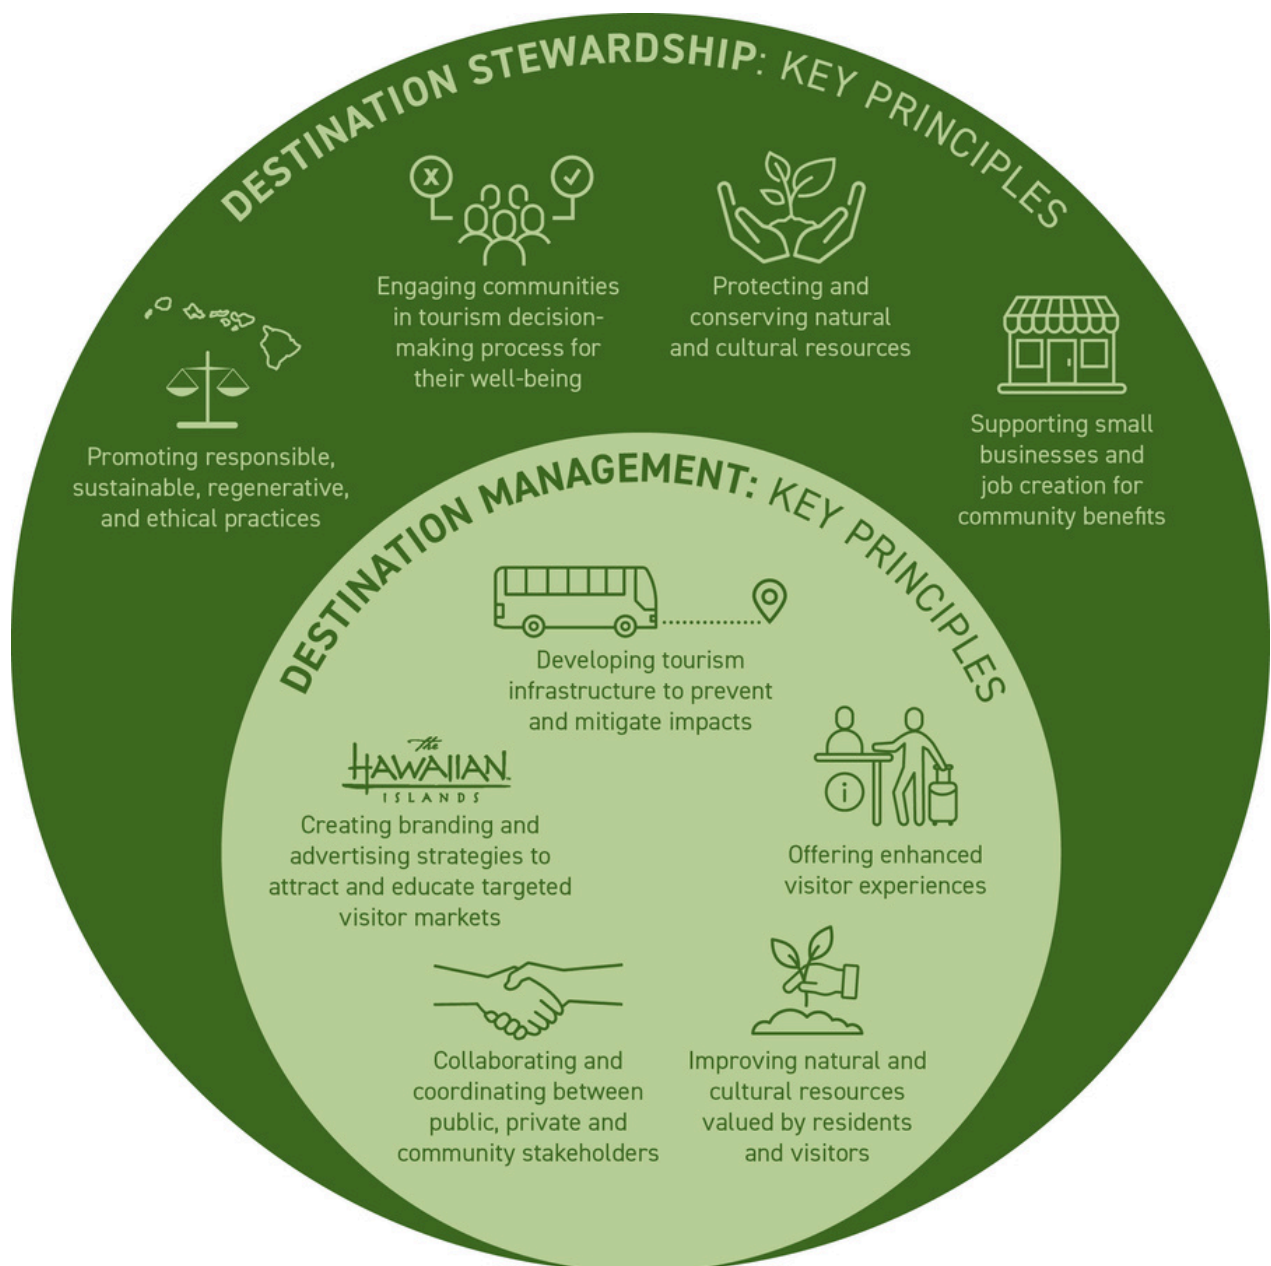 DESTINATION STEWARDSHIP: KEY PRINCIPLES
X
Engaging communities
in tourism decision-
making process for
their well-being
Protecting and
conserving natural
and cultural resources
Promoting responsible,
sustainable, regenerative,
and ethical practices
Supporting small
businesses and
job creation for
community benefits
DESTINATION MANAGEMENT: KEY PRINCIPLES
Developing tourism
infrastructure to prevent
and mitigate impacts
The
HAWAIIAN
ISLANDS
Creating branding and
advertising strategies to
attract and educate targeted
visitor markets
i
Offering enhanced
visitor experiences
Collaborating and
coordinating between
public, private and
community stakeholders
Improving natural and
cultural resources
valued by residents
and visitors